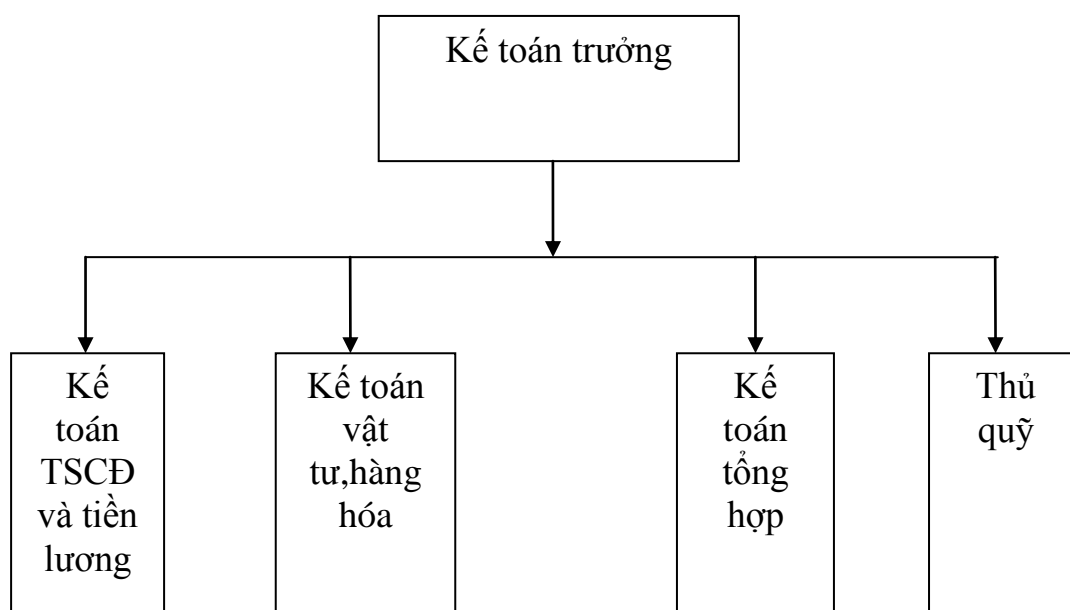 Kế toán trưởng
Kế
toán
TSCĐ
và tiền
lương
Kế toán
vật
tư,hàng
hóa
Kế
toán
tổng
hợp
Thủ
quỹ